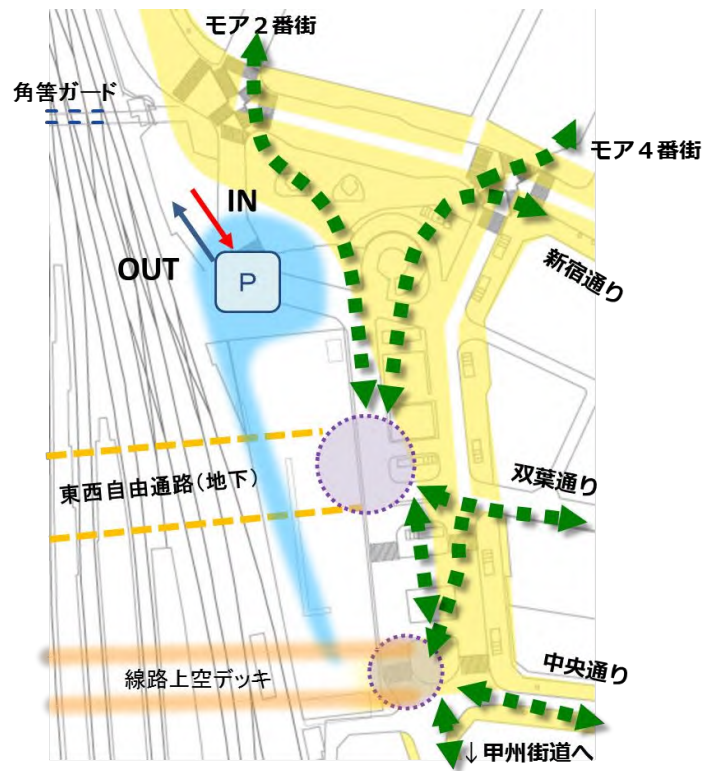 モア２番街
角筈ガード
モア４番街
IN
OUT
P
新宿通り
東西自由通路(地下)
双葉通り
線路上空デッキ
中央通り
↓甲州街道へ